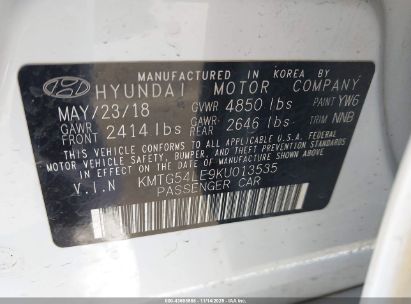 MANUFACTURED IN KOREA BY
HYUNDAI MOTOR COMPANY
MAY/23/18 GVWR 4850 lbs PAINT YW6
GAWR FRONT 2414 lbs GAWR REAR 2646 lbs TRIM NNB
THIS VEHICLE CONFORMS TO ALL APPLICABLE U.S.A. FEDERAL
MOTOR VEHICLE SAFETY, BUMPER, AND THEFT PREVENTION STANDARDS
IN EFFECT ON THE DATE OF MANUFACTURE SHOWN ABOVE.
V.I.N KMTG54LE9KU013535
PASSENGER CAR